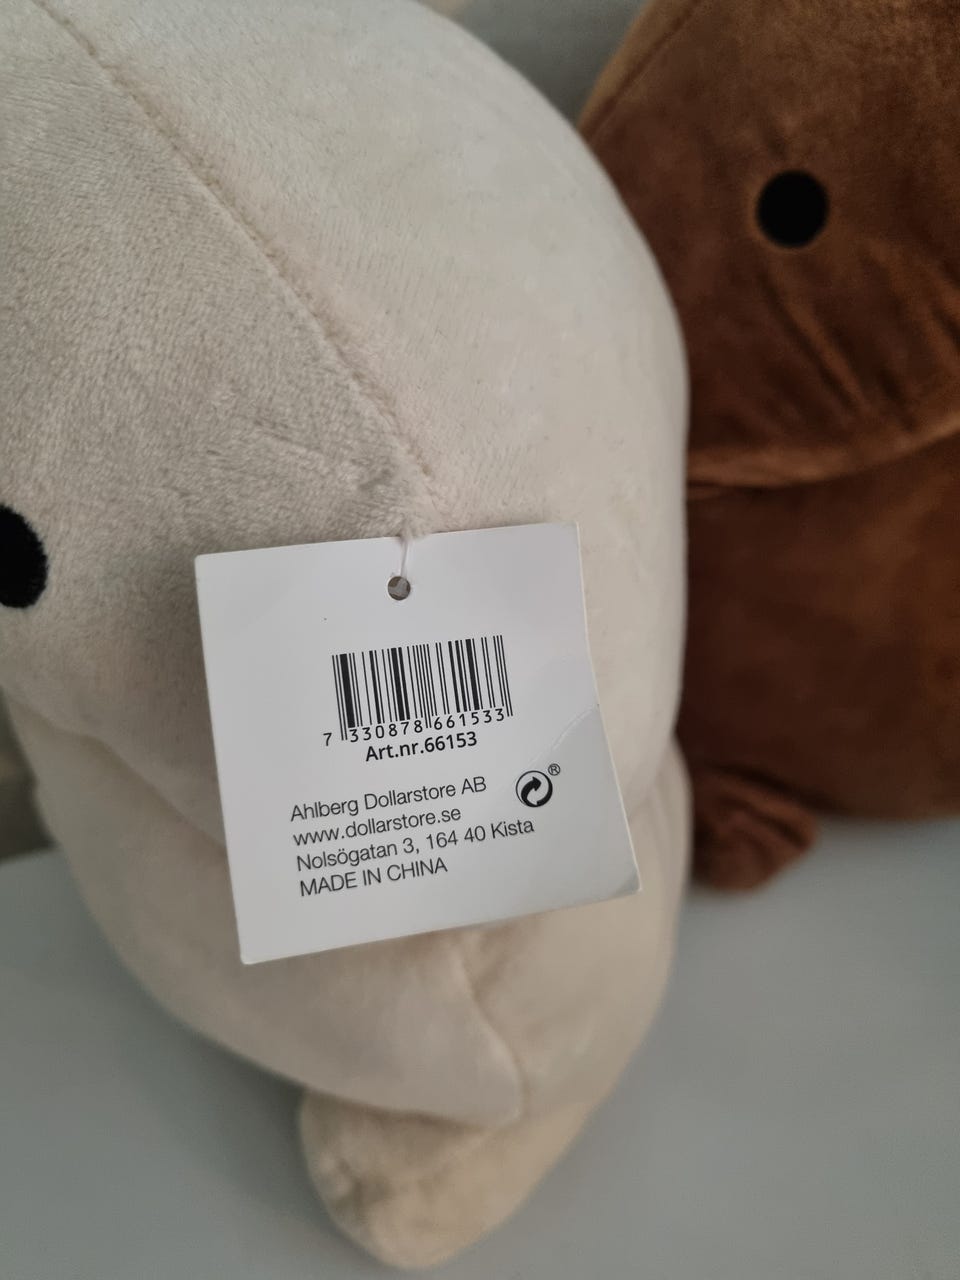 7 330878 661533
Art.nr.66153
Ahlberg Dollarstore AB
®
www.dollarstore.se
Nolsögatan 3, 164 40 Kista
MADE IN CHINA